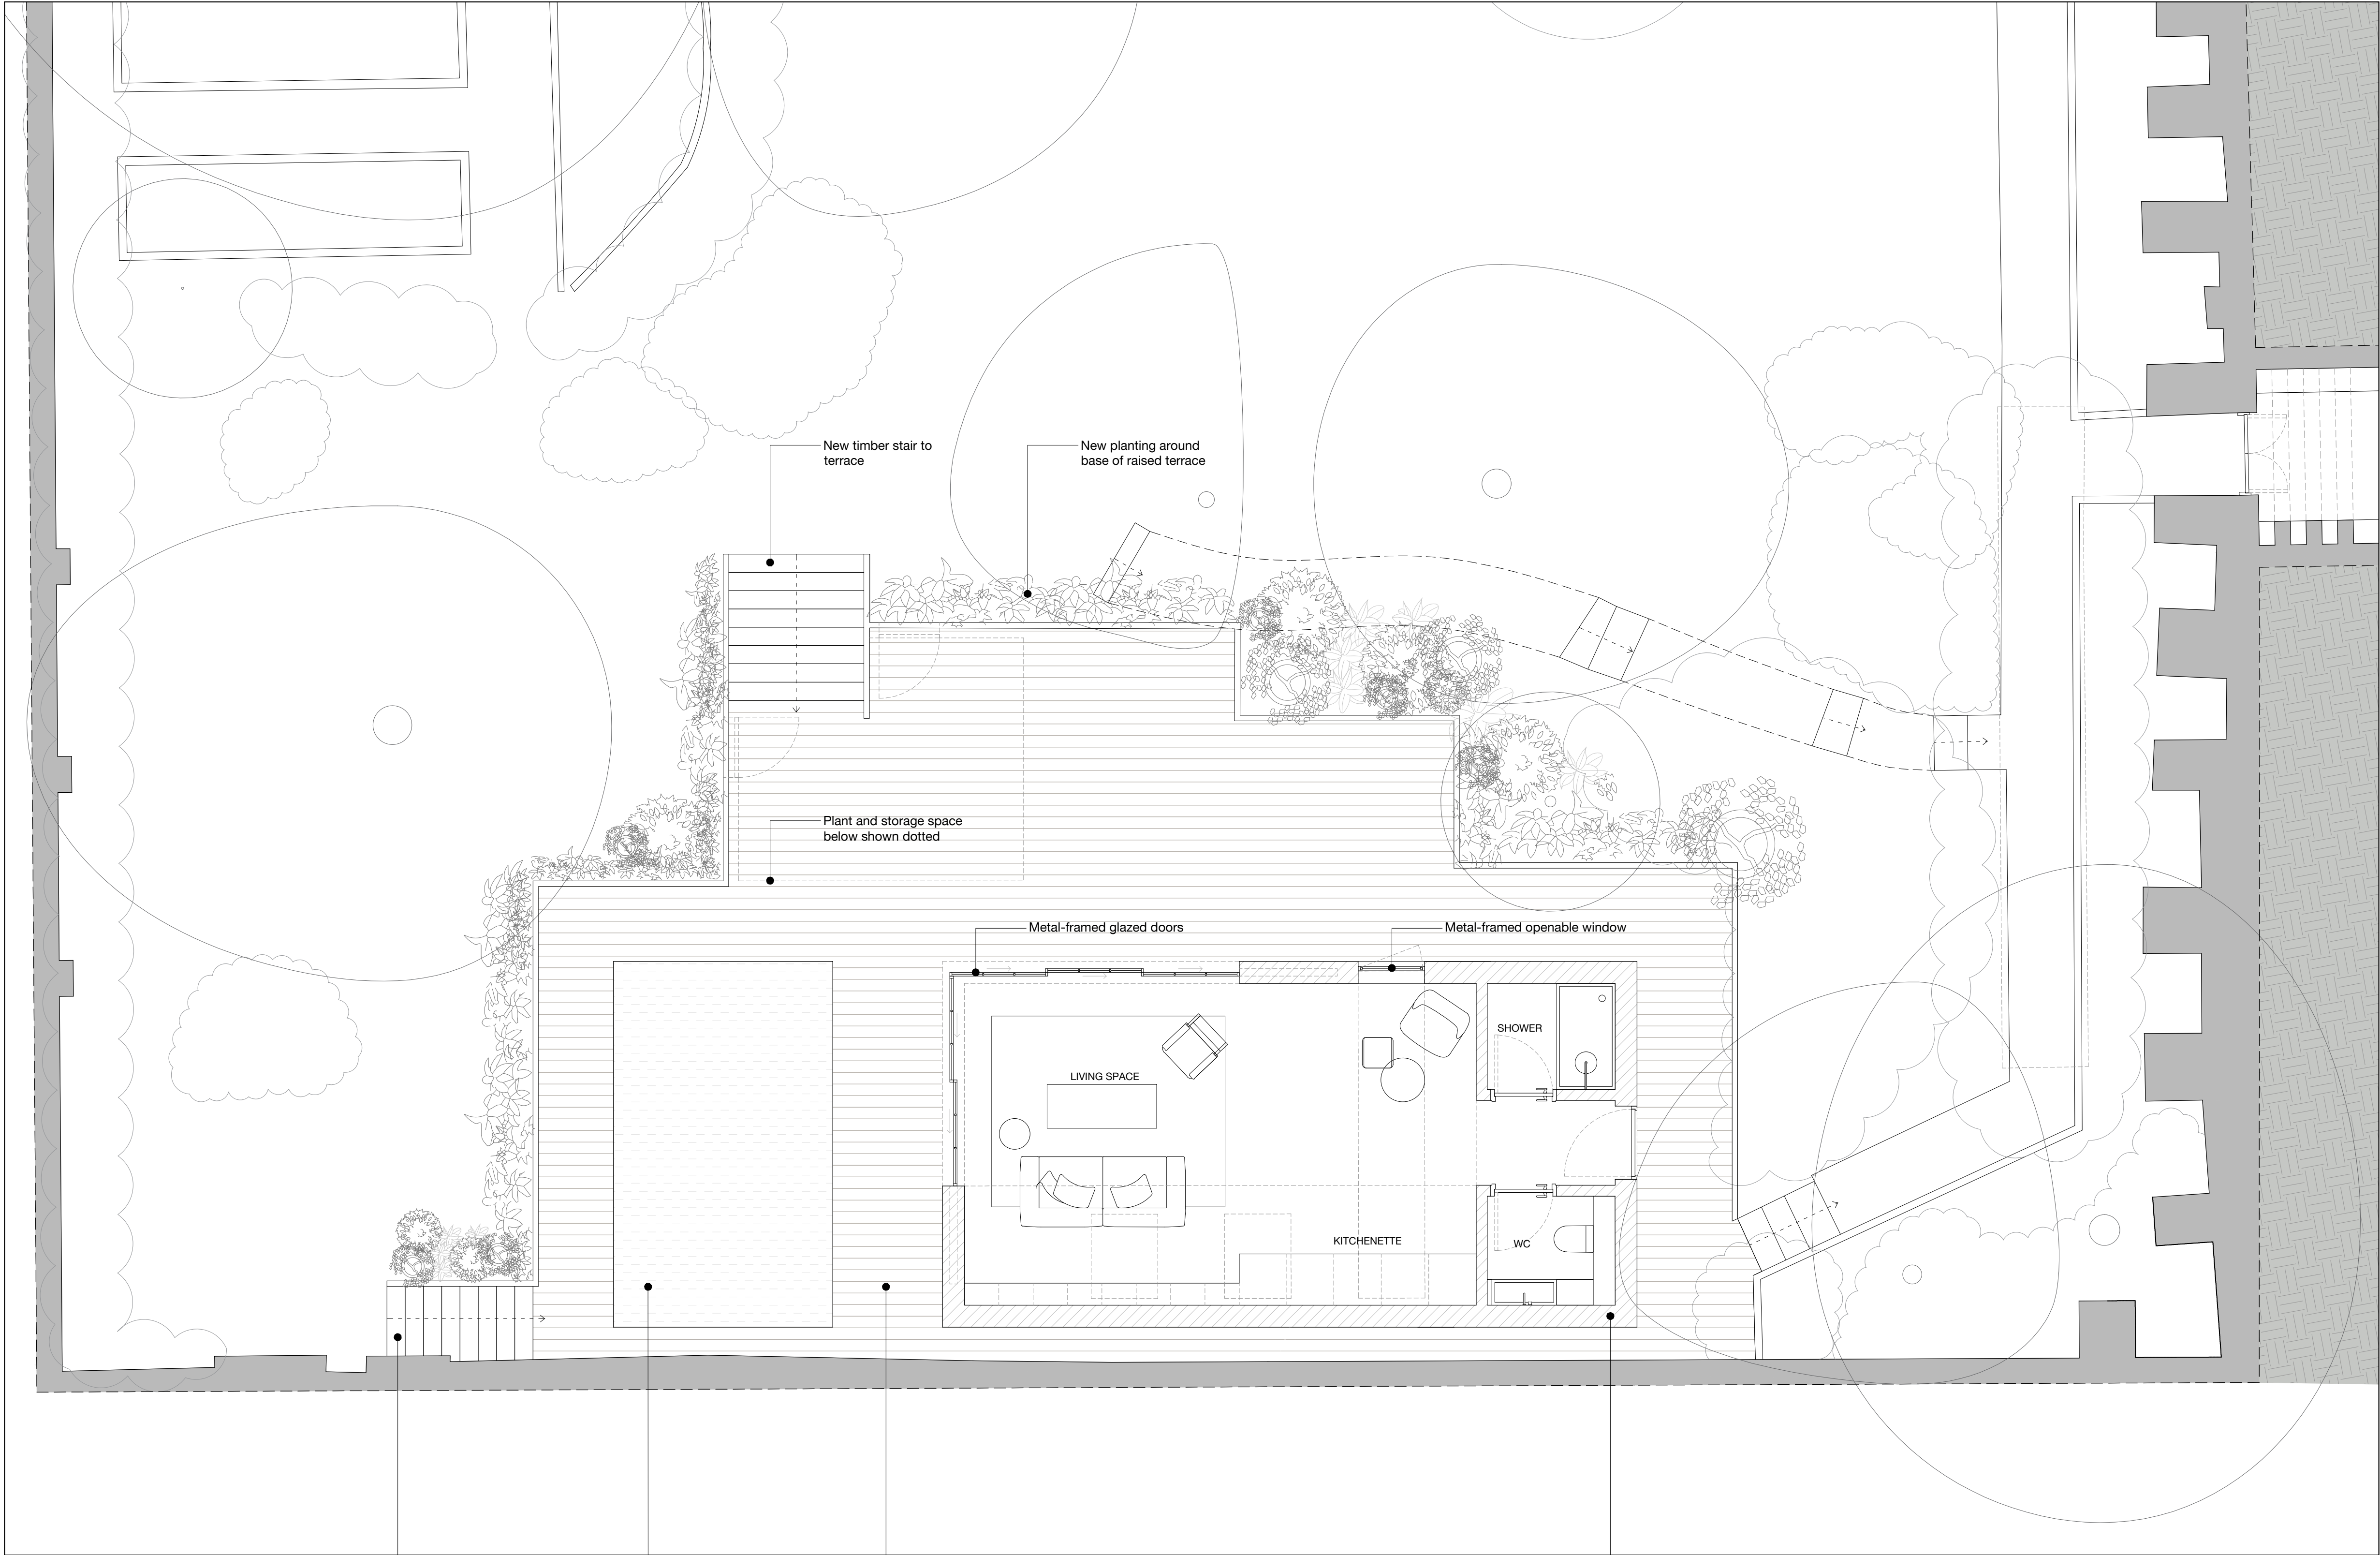 New timber stair to
terrace
New planting around
base of raised terrace
Plant and storage space
below shown dotted
Metal-framed glazed doors
Metal-framed openable window
SHOWER
LIVING SPACE
KITCHENETTE
WC